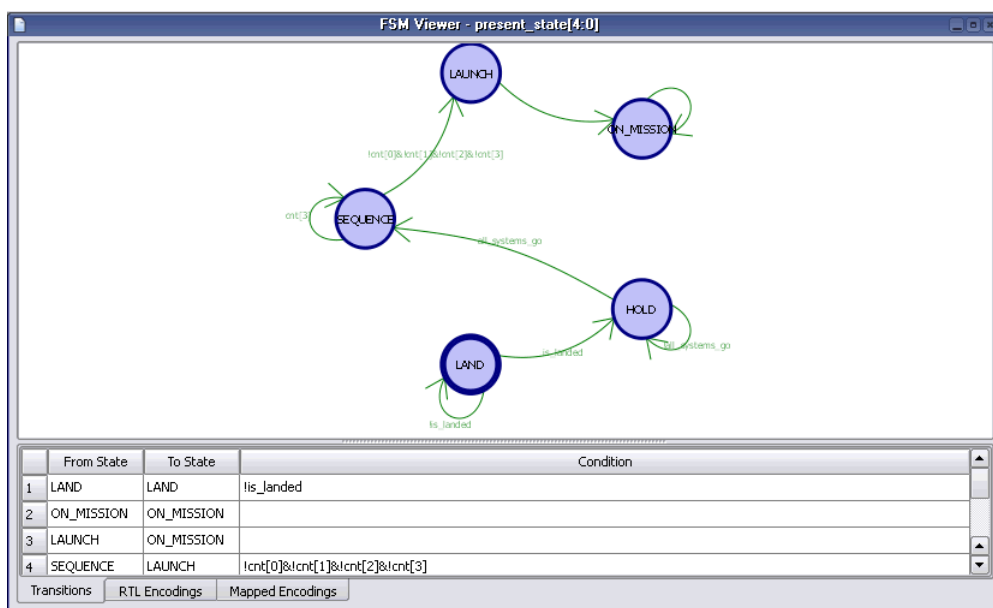 FSM Viewer - present_state[4:0]
LAUNCH
ON_MISSION
!cnt[0]&!cnt[1]&!cnt[2]&!cnt[3]
cnt[3]
SEQUENCE
all_systems_go
HOLD
!all_systems_go
is_landed
LAND
!is_landed
From State To State Condition
1 LAND LAND !is_landed
2 ON_MISSION ON_MISSION
3 LAUNCH ON_MISSION
4 SEQUENCE LAUNCH !cnt[0]&!cnt[1]&!cnt[2]&!cnt[3]
Transitions RTL Encodings Mapped Encodings